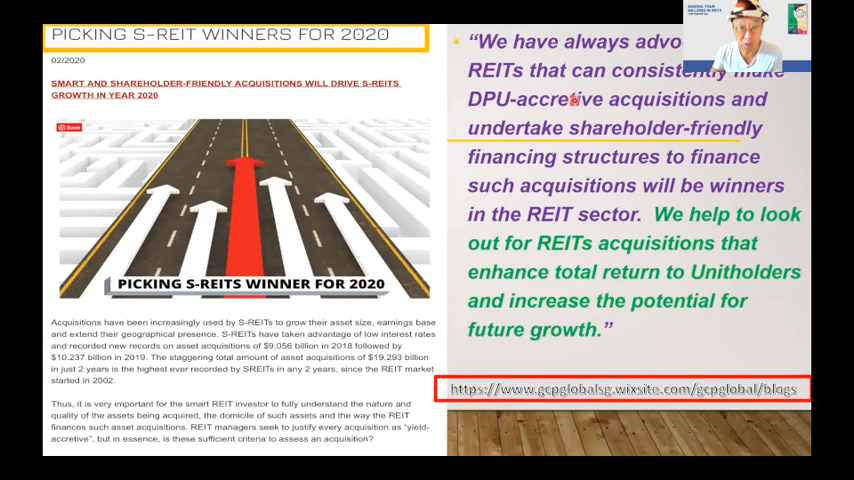 PICKING S-REIT WINNERS FOR 2020
02/2020
SMART AND SHAREHOLDER-FRIENDLY ACQUISITIONS WILL DRIVE S-REITS
GROWTH IN YEAR 2020
Save
PICKING S-REITS WINNER FOR 2020
Acquisitions have been increasingly used by S-REITs to grow their asset size, earnings base
and extend their geographical presence. S-REITs have taken advantage of low interest rates
and recorded new records on asset acquisitions of $9.056 billion in 2018 followed by
$10.237 billion in 2019. The staggering total amount of asset acquisitions of $19.293 billion
in just 2 years is the highest ever recorded by SREITs in any 2 years, since the REIT market
started in 2002.
Thus, it is very important for the smart REIT investor to fully understand the nature and
quality of the assets being acquired, the domicile of such assets and the way the REIT
finances such asset acquisitions. REIT managers seek to justify every acquisition as “yield-
accretive”, but in essence, is these sufficient criteria to assess an acquisition?
MAKING YOUR
MILLIONS IN REITS
• “We have always
REITs that can consistently make
DPU-accretive acquisitions and
undertake shareholder-friendly
financing structures to finance
such acquisitions will be winners
in the REIT sector. We help to look
out for REITs acquisitions that
enhance total return to Unitholders
and increase the potential for
future growth.”
https://www.gcpglobalsg.wixsite.com/gcpglobal/blogs